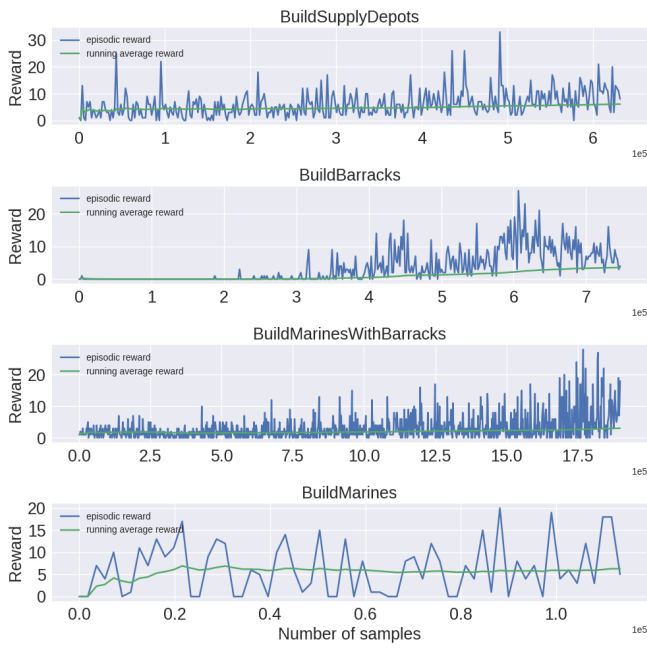 BuildSupplyDepots
episodic reward
running average reward
Reward
30
20
10
0
0 1 2 3 4 5 6
1e5
BuildBarracks
episodic reward
running average reward
Reward
20
10
0
0 1 2 3 4 5 6 7
1e5
BuildMarinesWithBarracks
episodic reward
running average reward
Reward
20
10
0
0.0 2.5 5.0 7.5 10.0 12.5 15.0 17.5
1e5
BuildMarines
episodic reward
running average reward
Reward
20
15
10
5
0
0.0 0.2 0.4 0.6 0.8 1.0
1e5
Number of samples